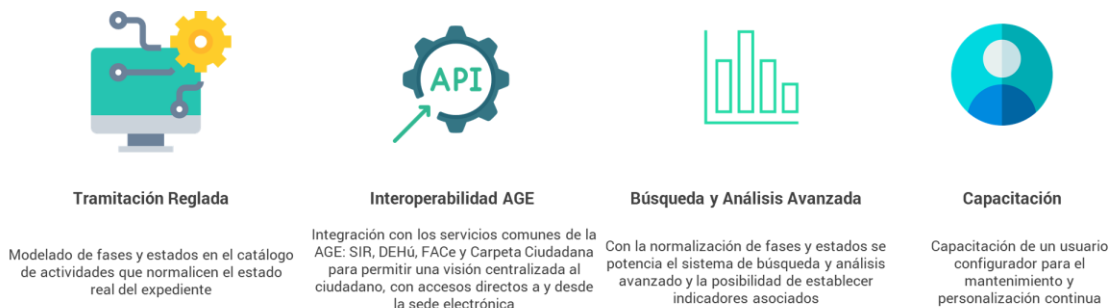 API
Tramitación Reglada
Modelado de fases y estados en el catálogo
de actividades que normalicen el estado
real del expediente
Interoperabilidad AGE
Integración con los servicios comunes de la
AGE: SIR, DEHú, FACe y Carpeta Ciudadana
para permitir una visión centralizada al
ciudadano, con accesos directos a y desde
la sede electrónica
Búsqueda y Análisis Avanzada
Con la normalización de fases y estados se
potencia el sistema de búsqueda y análisis
avanzado y la posibilidad de establecer
indicadores asociados
Capacitación
Capacitación de un usuario
configurador para el
mantenimiento y
personalización continua